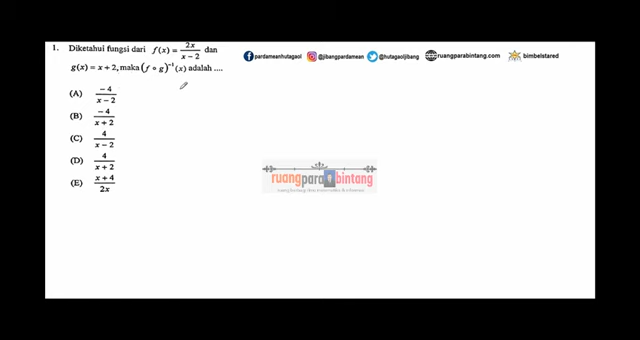 1. Diketahui fungsi dari f(x) = 2x / x − 2 dan
g(x) = x + 2, maka (f ∘ g)⁻¹(x) adalah ....
(A) −4 / x − 2
(B) −4 / x + 2
(C) 4 / x − 2
(D) 4 / x + 2
(E) x + 4 / 2x
pardameanhutagaol @jibangpardamean @hutagaoljibang ruangparabintang.com bimbelstared
ruangparabintang